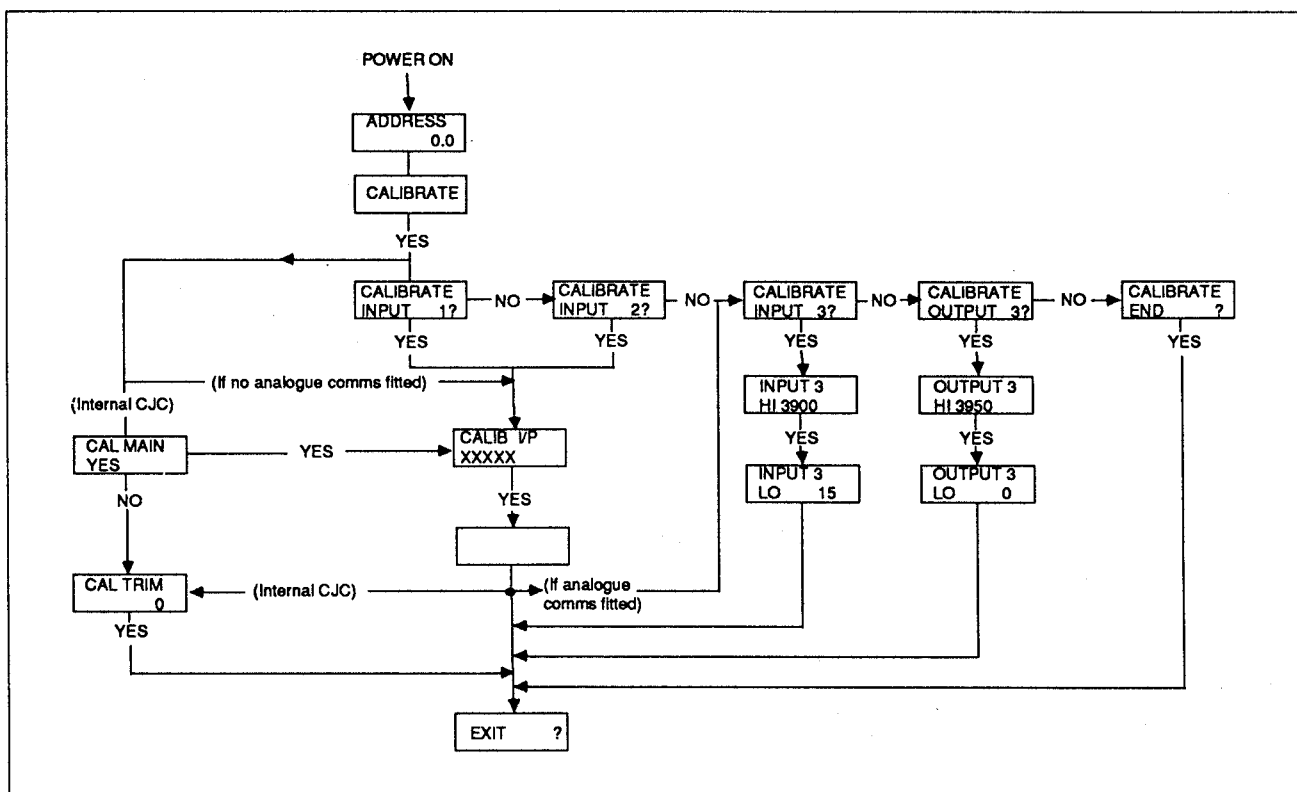 POWER ON
ADDRESS
0.0
CALIBRATE
YES
CALIBRATE
INPUT 1?
NO
CALIBRATE
INPUT 2?
NO
CALIBRATE
INPUT 3?
NO
CALIBRATE
OUTPUT 3?
NO
CALIBRATE
END ?
YES
YES
YES
YES
YES
(If no analogue comms fitted)
INPUT 3
HI 3900
OUTPUT 3
HI 3950
(Internal CJC)
CAL MAIN
YES
YES
CALIB I/P
XXXXX
YES
YES
INPUT 3
LO 15
OUTPUT 3
LO 0
NO
YES
CAL TRIM
0
(Internal CJC)
(If analogue
comms fitted)
YES
EXIT ?